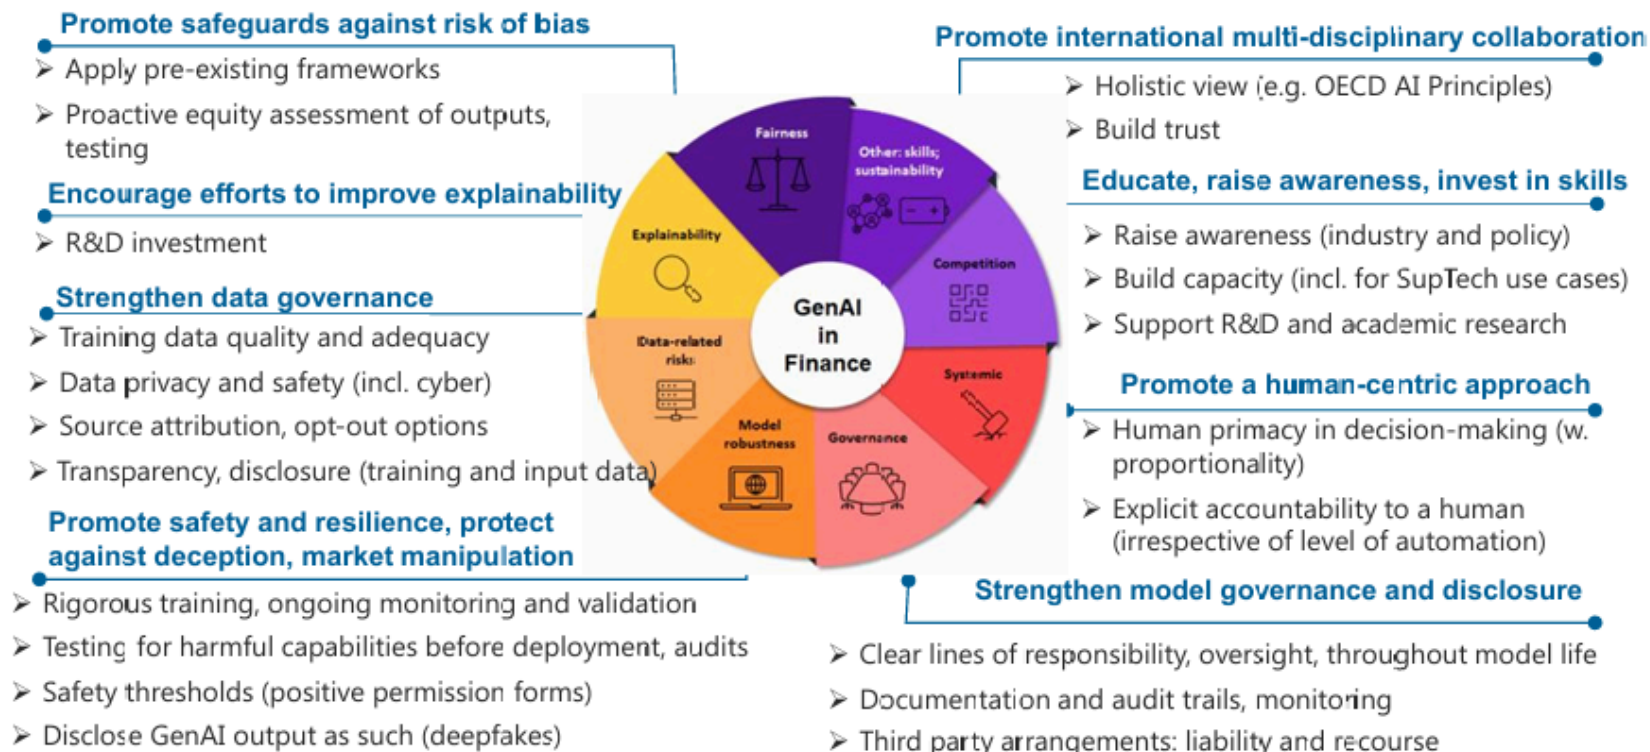 Promote safeguards against risk of bias
➤ Apply pre-existing frameworks
➤ Proactive equity assessment of outputs,
testing
Encourage efforts to improve explainability
➤ R&D investment
Strengthen data governance
➤ Training data quality and adequacy
➤ Data privacy and safety (incl. cyber)
➤ Source attribution, opt-out options
➤ Transparency, disclosure (training and input data)
Promote safety and resilience, protect
against deception, market manipulation
➤ Rigorous training, ongoing monitoring and validation
➤ Testing for harmful capabilities before deployment, audits
➤ Safety thresholds (positive permission forms)
➤ Disclose GenAI output as such (deepfakes)
Fairness
Other: skills;
sustainability
Explainability
Competition
GenAI
in
Finance
Data-related
risks
Systemic
Model
robustness
Governance
Promote international multi-disciplinary collaboration
➤ Holistic view (e.g. OECD AI Principles)
➤ Build trust
Educate, raise awareness, invest in skills
➤ Raise awareness (industry and policy)
➤ Build capacity (incl. for SupTech use cases)
➤ Support R&D and academic research
Promote a human-centric approach
➤ Human primacy in decision-making (w.
proportionality)
➤ Explicit accountability to a human
(irrespective of level of automation)
Strengthen model governance and disclosure
➤ Clear lines of responsibility, oversight, throughout model life
➤ Documentation and audit trails, monitoring
➤ Third party arrangements: liability and recourse